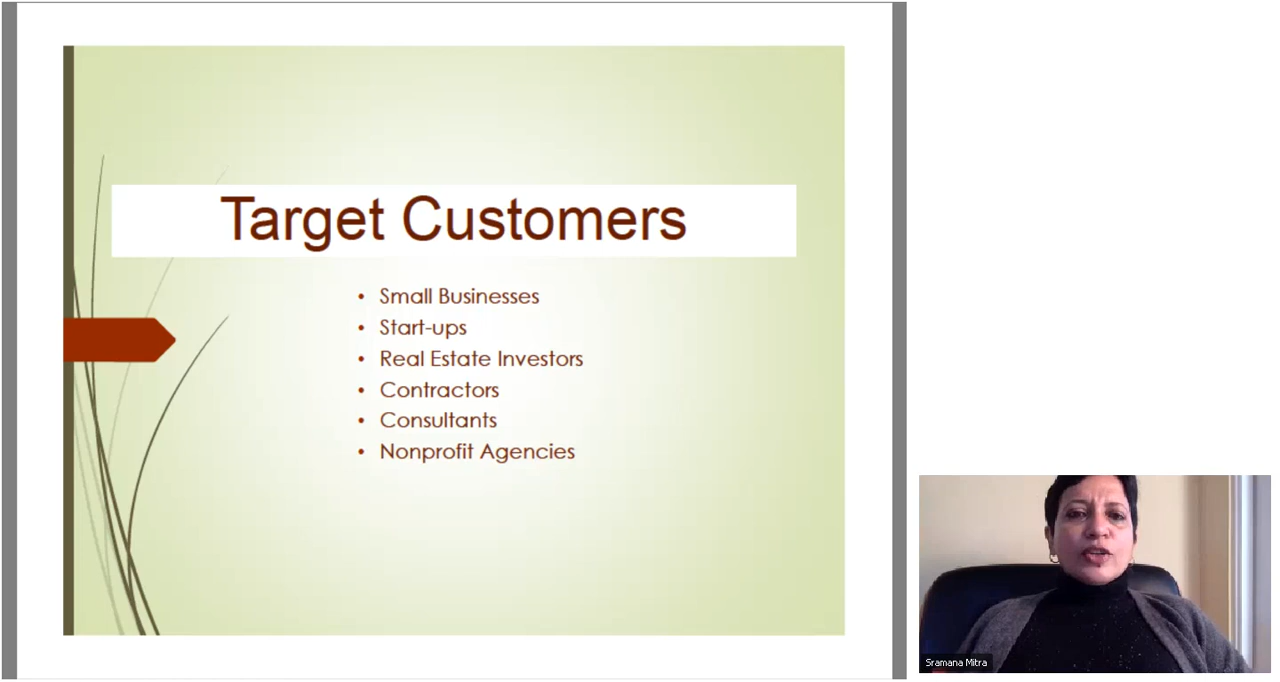 Target Customers
• Small Businesses
• Start-ups
• Real Estate Investors
• Contractors
• Consultants
• Nonprofit Agencies
Sramana Mitra